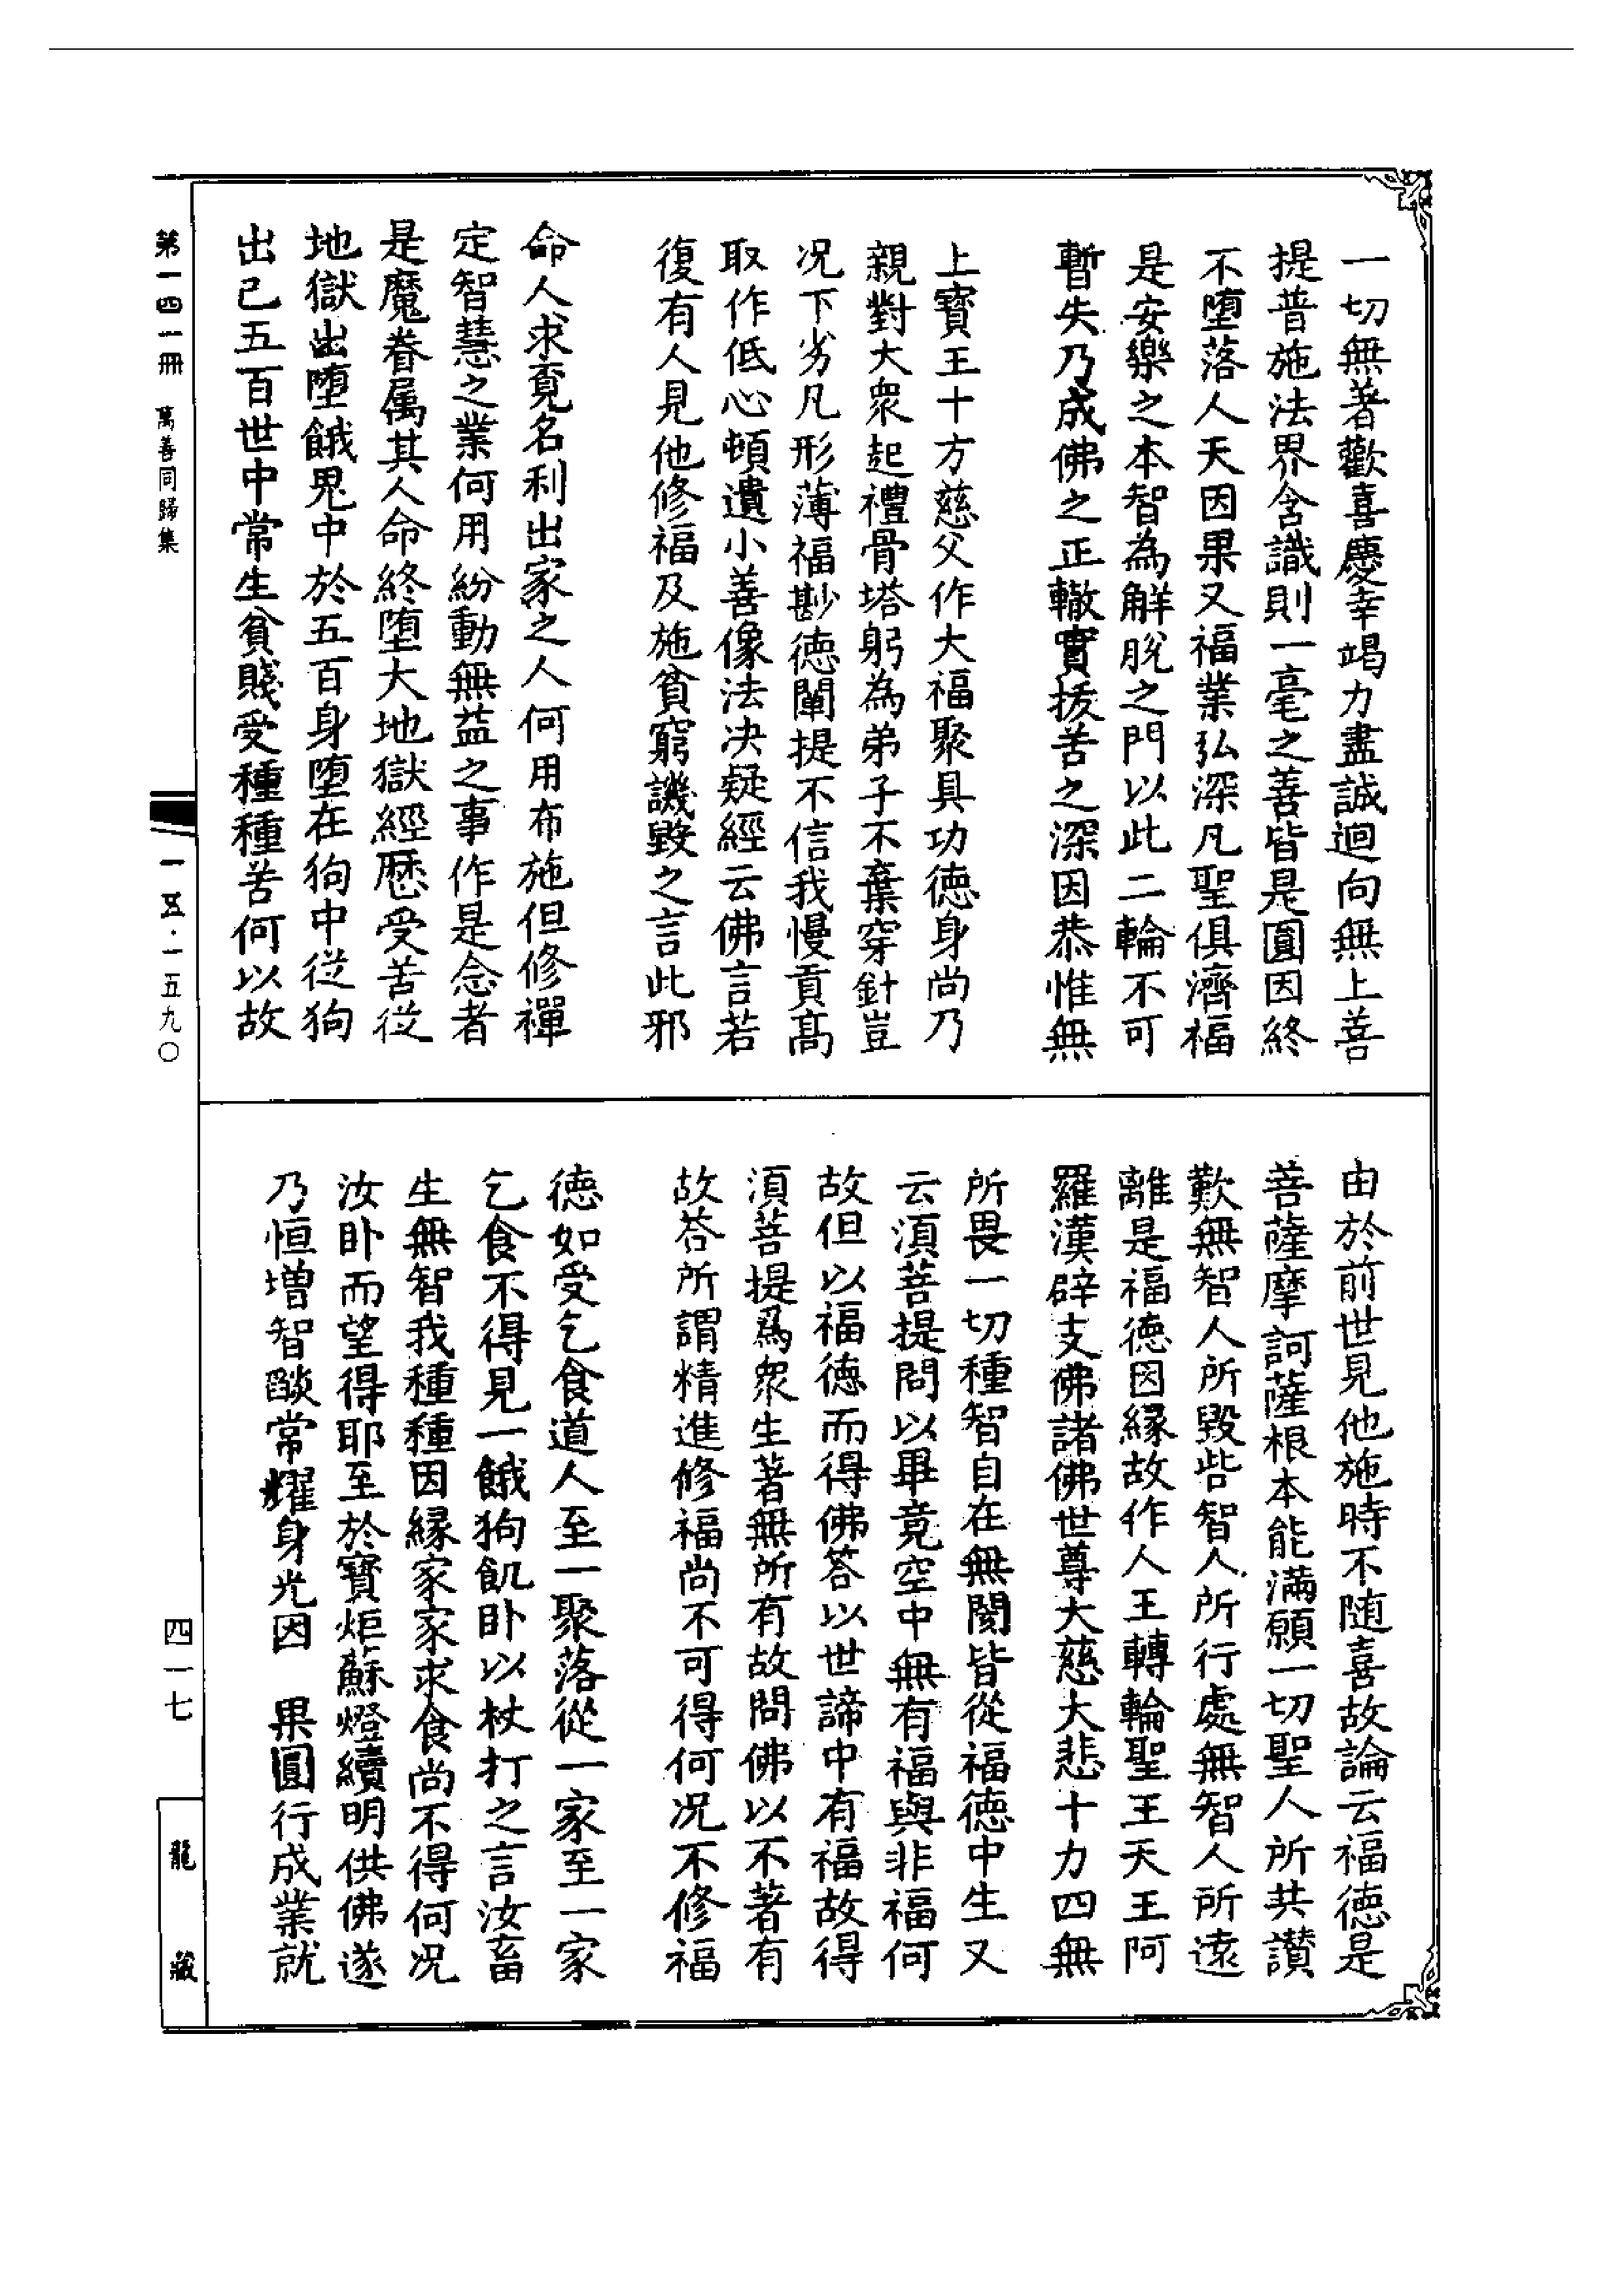 一切無著歡喜慶幸竭力盡誠迴向無上菩
提普施法界含識則一毫之善皆是圓因終
不墮落人天因果又福業弘深凡聖俱濟福
是安樂之本智為解脫之門以此二輪不可
暫失乃成佛之正轍實拔苦之深因恭惟無
上寶王十方慈父作大福聚具功德身尚乃
親對大衆起禮骨塔躬為弟子不棄穿針豈
况下劣凡形薄福尠德闡提不信我慢貢高
取作低心頓遺小善像法决疑經云佛言若
復有人見他修福及施貧窮譏毀之言此邪
命人求覔名利出家之人何用布施但修禪
定智慧之業何用紛動無益之事作是念者
是魔眷屬其人命終墮大地獄經歷受苦從
地獄出墮餓鬼中於五百身墮在狗中從狗
出已五百世中常生貧賤受種種苦何以故
由於前世見他施時不随喜故論云福德是
菩薩摩訶薩根本能滿願一切聖人所共讃
歎無智人所毀呰智人所行處無智人所遠
離是福德因緣故作人王轉輪聖王天王阿
羅漢辟支佛諸佛世尊大慈大悲十力四無
所畏一切種智自在無閡皆從福德中生又
云湏菩提問以畢竟空中無有福與非福何
故但以福德而得佛答以世諦中有福故得
湏菩提爲衆生著無所有故問佛以不著有
故答所謂精進修福尚不可得何况不修福
德如受乞食道人至一聚落從一家至一家
乞食不得見一餓狗飢卧以杖打之言汝畜
生無智我種種因緣家家求食尚不得何况
汝卧而望得耶至於寶炬蘇燈續明供佛遂
乃恒增智燄常耀身光因　果圓行成業就
第一四一冊　萬善同歸集
一五·一五九〇
四一七
龍藏